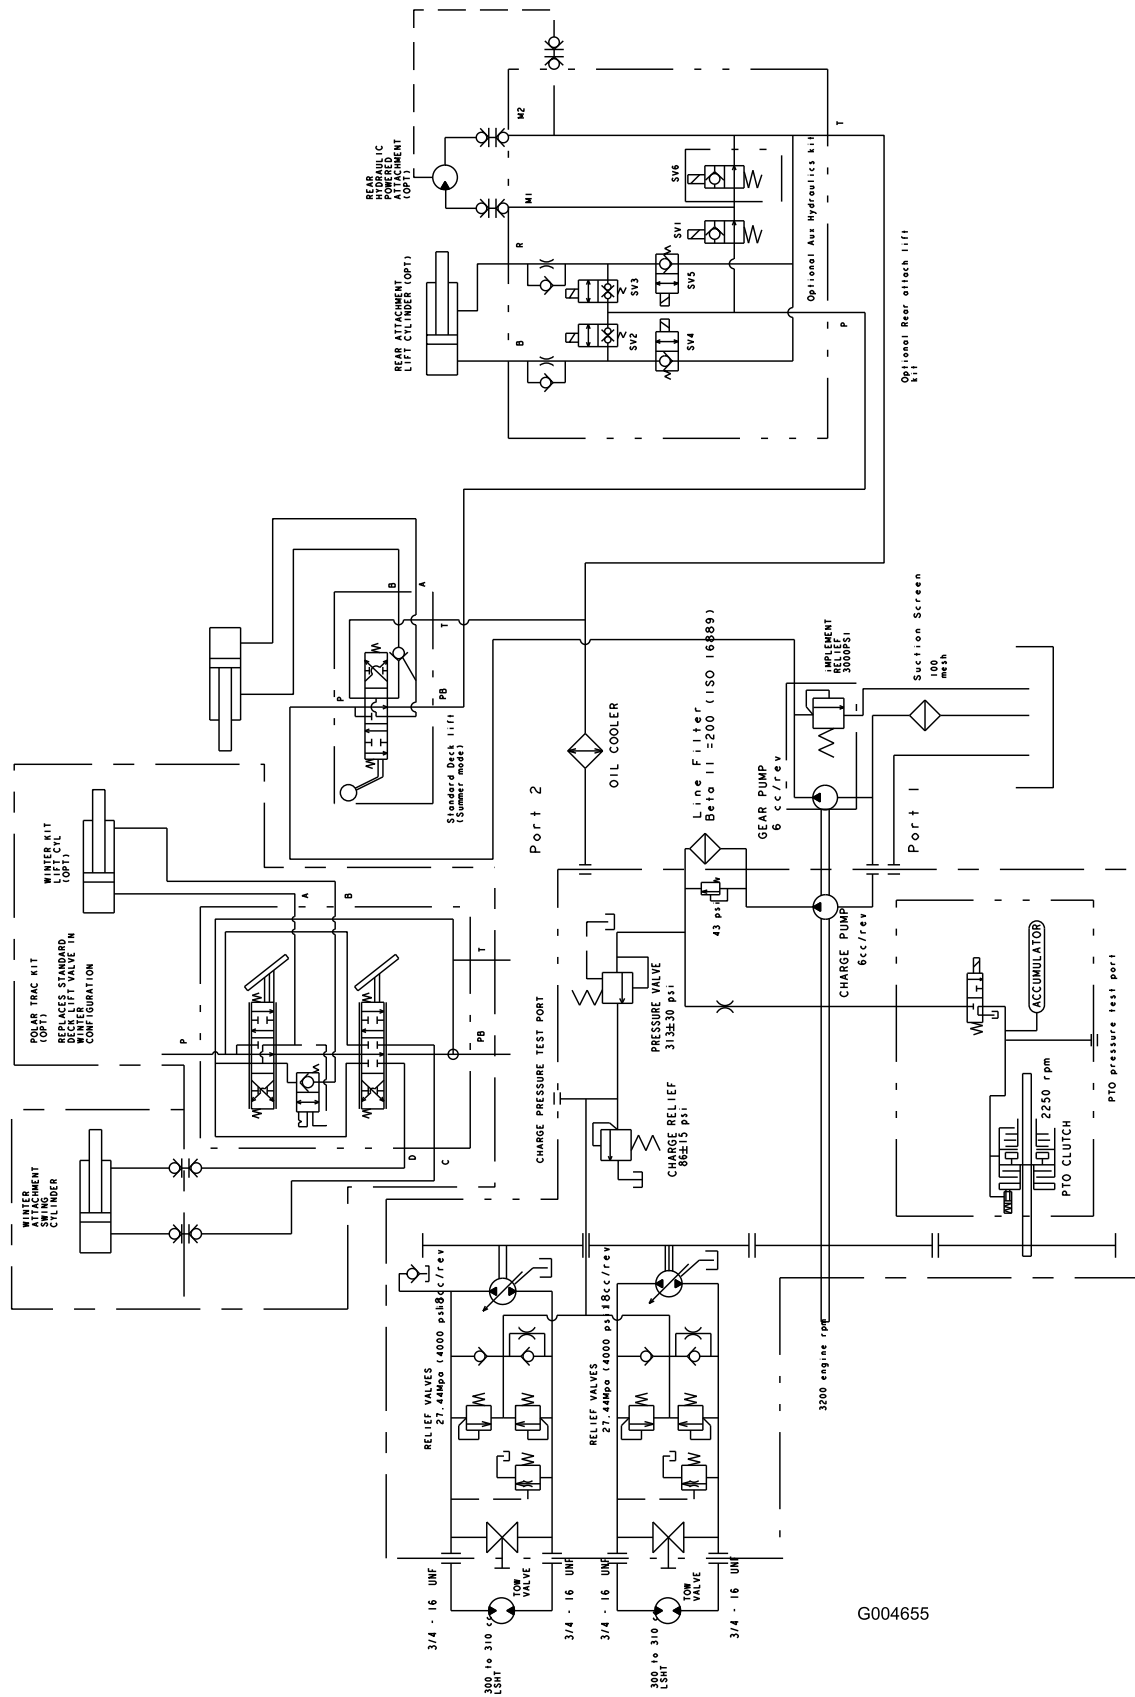 REAR
HYDRAULIC
POWERED
ATTACHMENT
(OPT)
M2
M1
T
SV6
SV1
Optional Aux Hydraulics kit
REAR ATTACHMENT
LIFT CYLINDER (OPT)
R
B
SV3
SV2
SV5
SV4
P
Optional Rear attach lift
kit
B
A
T
P
PB
Standard Deck lift
(Summer mode)
Port 2
OIL COOLER
Line Filter
Beta 11 =200 (ISO 16889)
IMPLEMENT
RELIEF
3000PSI
Suction Screen
100
mesh
GEAR PUMP
6 cc/rev
Port 1
WINTER KIT
LIFT CYL
(OPT)
A
B
POLAR TRAC KIT
(OPT)
REPLACES STANDARD
DECK LIFT VALVE IN
WINTER
CONFIGURATION
P
T
PB
D
C
43 psi
CHARGE PUMP
6cc/rev
ACCUMULATOR
PRESSURE VALVE
313±30 psi
CHARGE PRESSURE TEST PORT
CHARGE RELIEF
86±15 psi
2250 rpm
PTO CLUTCH
PTO pressure test port
WINTER
ATTACHMENT
SWING
CYLINDER
18cc/rev
RELIEF VALVES
27.44Mpa (4000 psi)
18cc/rev
RELIEF VALVES
27.44Mpa (4000 psi)
3200 engine rpm
3/4 - 16 UNF
TOW
VALVE
3/4 - 16 UNF
3/4 - 16 UNF
TOW
VALVE
3/4 - 16 UNF
300 to 310 cc
LSHT
300 to 310 c
LSHT
G004655